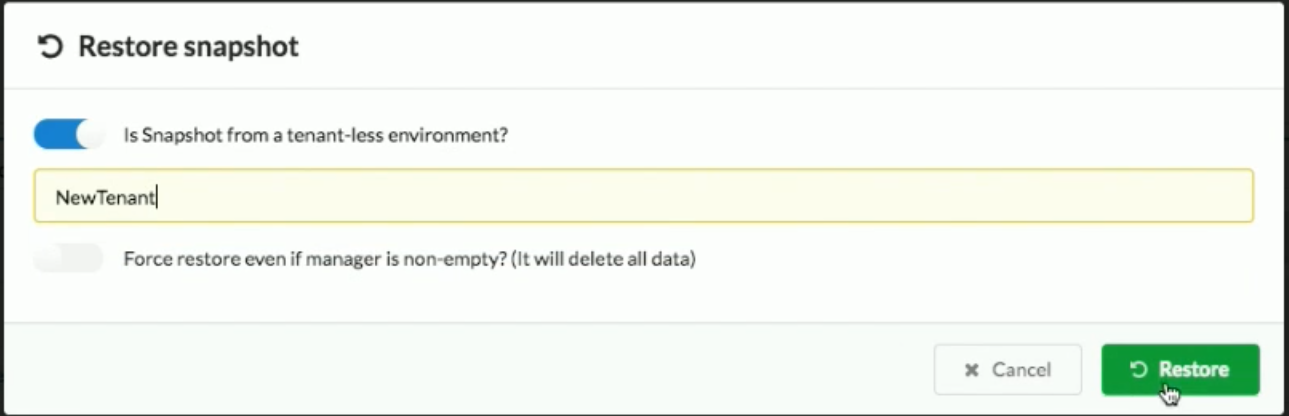 Restore snapshot
Is Snapshot from a tenant-less environment?
NewTenant
Force restore even if manager is non-empty? (It will delete all data)
Cancel
Restore